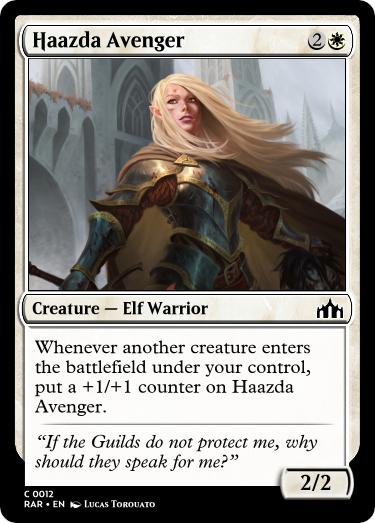 Haazda Avenger 2
Creature — Elf Warrior
Whenever another creature enters
the battlefield under your control,
put a +1/+1 counter on Haazda
Avenger.
“If the Guilds do not protect me, why
should they speak for me?”
2/2
C 0012
RAR • EN Lucas Torquato